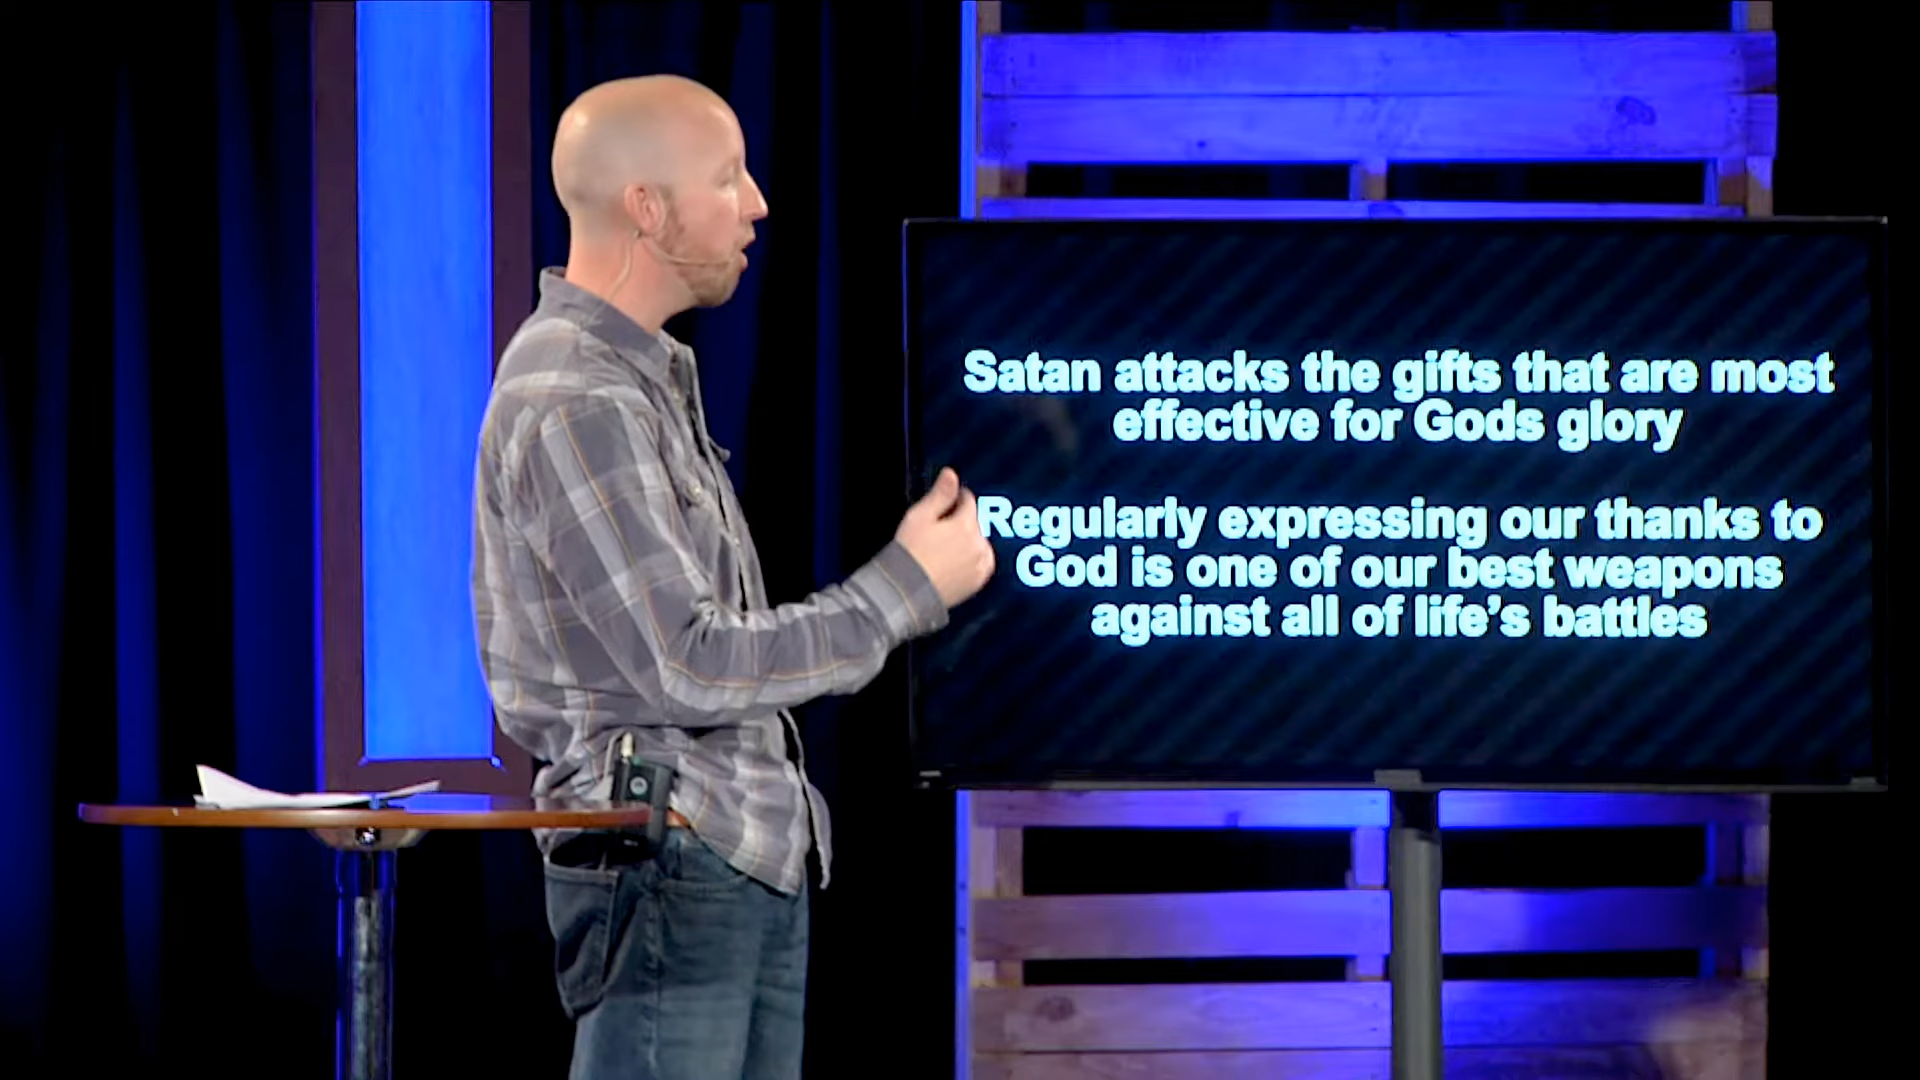 Satan attacks the gifts that are most
effective for Gods glory
Regularly expressing our thanks to
God is one of our best weapons
against all of life’s battles